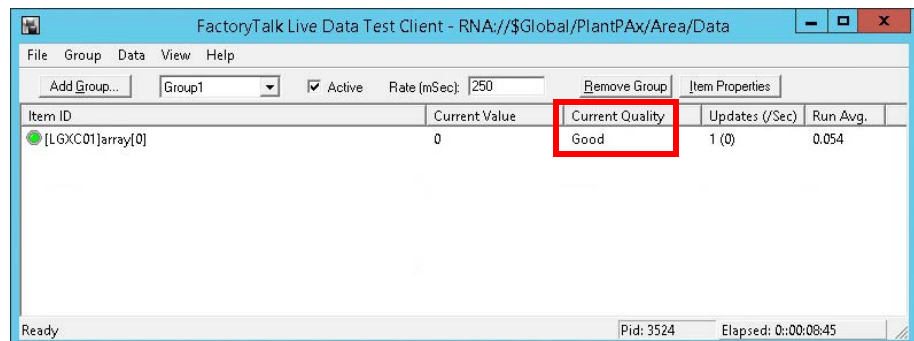 FactoryTalk Live Data Test Client - RNA://$Global/PlantPAx/Area/Data
File Group Data View Help
Add Group... Group1 Active Rate (mSec): 250 Remove Group Item Properties
Item ID Current Value Current Quality Updates (/Sec) Run Avg.
[LGXC01]array[0] 0 Good 1 (0) 0.054
Ready Pid: 3524 Elapsed: 0::00:08:45